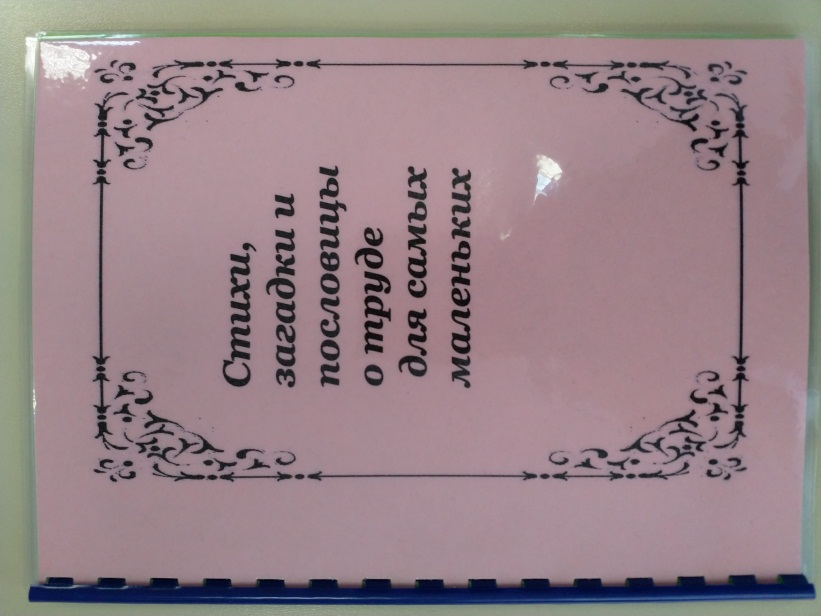 Стихи,
загадки и
пословицы
о труде
для самых
маленьких